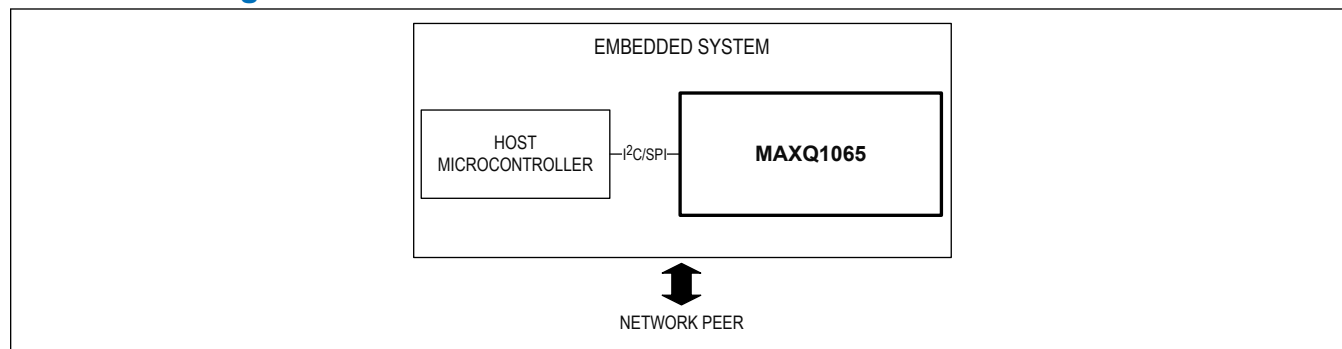 EMBEDDED SYSTEM
HOST
MICROCONTROLLER
I²C/SPI
MAXQ1065
NETWORK PEER